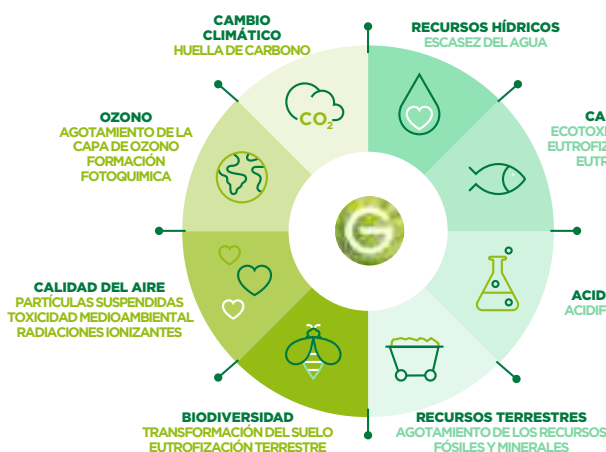 CAMBIO
CLIMÁTICO
HUELLA DE CARBONO
RECURSOS HÍDRICOS
ESCASEZ DEL AGUA
CO₂
OZONO
AGOTAMIENTO DE LA
CAPA DE OZONO
FORMACIÓN
FOTOQUIMICA
G
CALIDAD DEL AIRE
PARTÍCULAS SUSPENDIDAS
TOXICIDAD MEDIOAMBIENTAL
RADIACIONES IONIZANTES
BIODIVERSIDAD
TRANSFORMACIÓN DEL SUELO
EUTROFIZACIÓN TERRESTRE
RECURSOS TERRESTRES
AGOTAMIENTO DE LOS RECURSOS
FÓSILES Y MINERALES